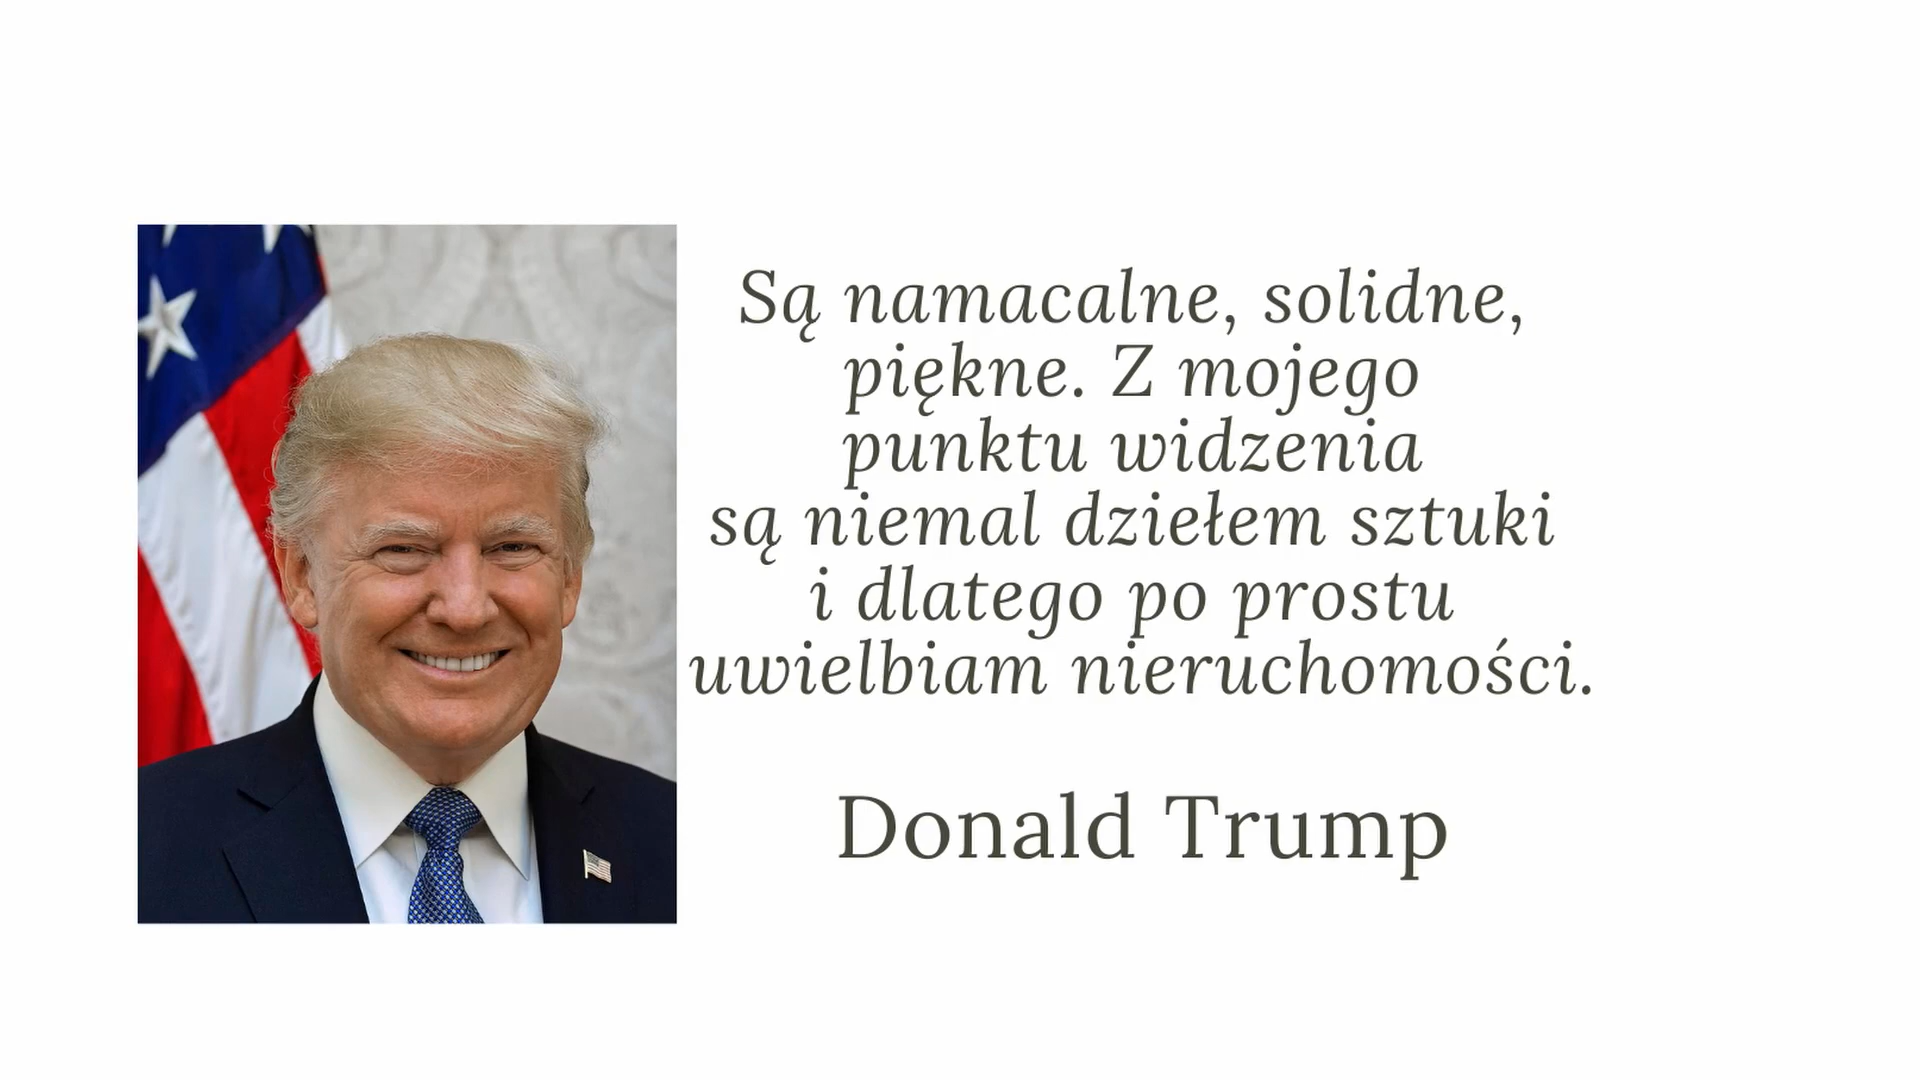 Są namacalne, solidne,
piękne. Z mojego
punktu widzenia
są niemal dziełem sztuki
i dlatego po prostu
uwielbiam nieruchomości.
Donald Trump